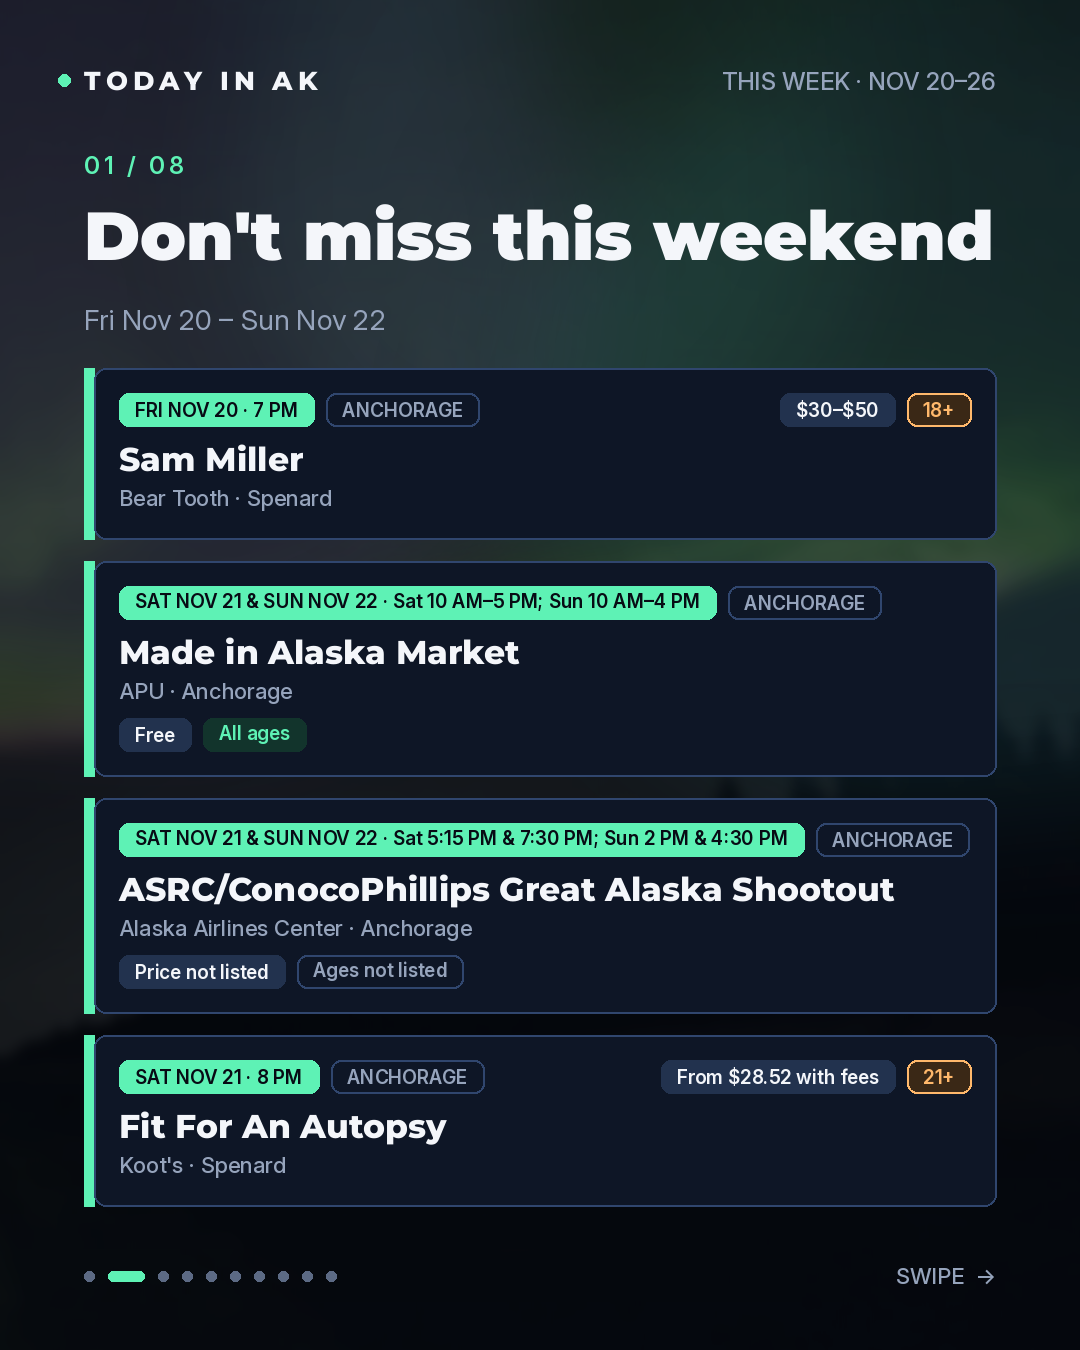 TODAY IN AK
THIS WEEK · NOV 20–26
01 / 08
Don't miss this weekend
Fri Nov 20 – Sun Nov 22
FRI NOV 20 · 7 PM
ANCHORAGE
$30–$50
18+
Sam Miller
Bear Tooth · Spenard
SAT NOV 21 & SUN NOV 22 · Sat 10 AM–5 PM; Sun 10 AM–4 PM
ANCHORAGE
Made in Alaska Market
APU · Anchorage
Free
All ages
SAT NOV 21 & SUN NOV 22 · Sat 5:15 PM & 7:30 PM; Sun 2 PM & 4:30 PM
ANCHORAGE
ASRC/ConocoPhillips Great Alaska Shootout
Alaska Airlines Center · Anchorage
Price not listed
Ages not listed
SAT NOV 21 · 8 PM
ANCHORAGE
From $28.52 with fees
21+
Fit For An Autopsy
Koot's · Spenard
SWIPE →